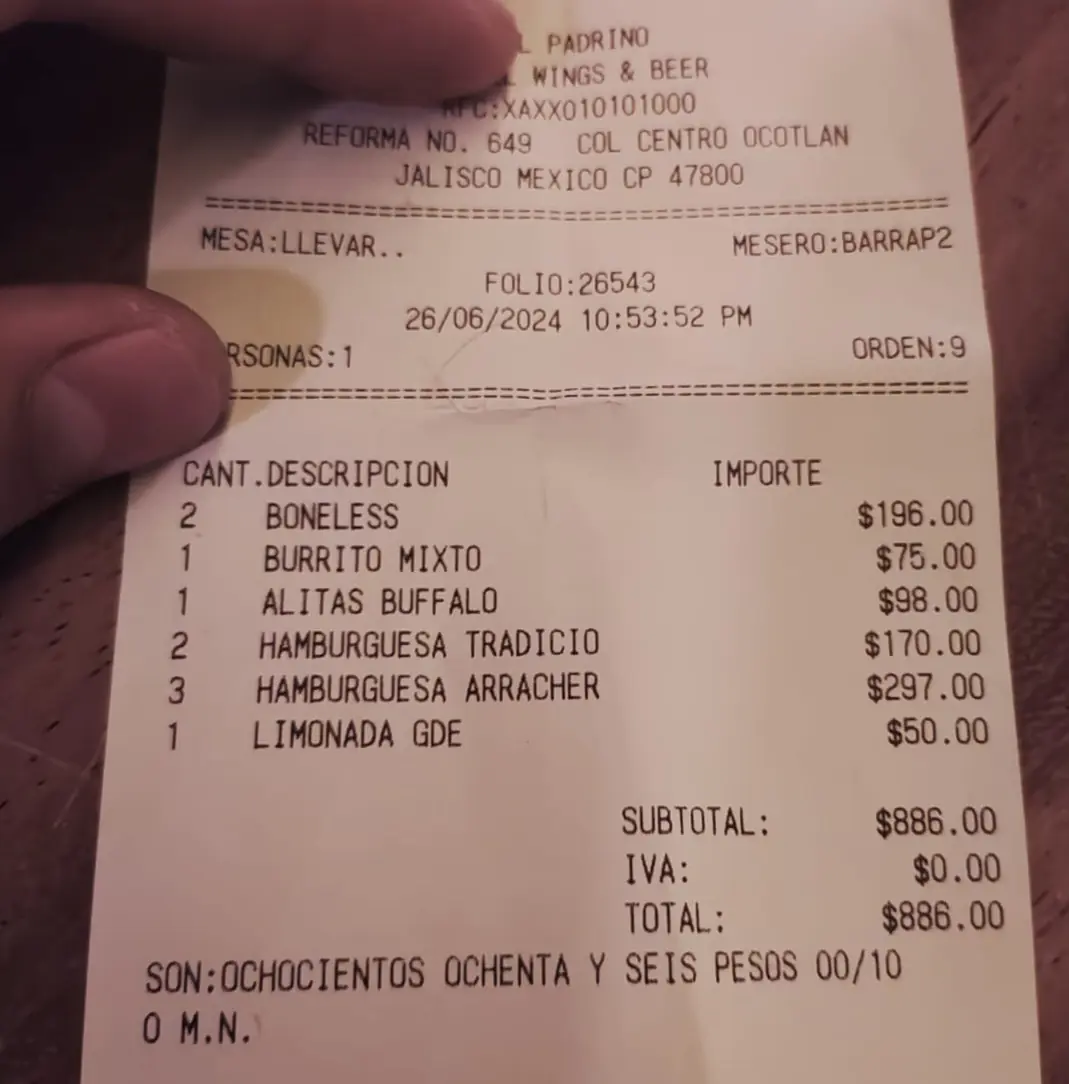 L PADRINO
WINGS & BEER
RFC:XAXX010101000
REFORMA NO. 649 COL CENTRO OCOTLAN
JALISCO MEXICO CP 47800
MESA:LLEVAR.. MESERO:BARRAP2
FOLIO:26543
26/06/2024 10:53:52 PM
RSONAS:1 ORDEN:9
CANT.DESCRIPCION IMPORTE
2 BONELESS $196.00
1 BURRITO MIXTO $75.00
1 ALITAS BUFFALO $98.00
2 HAMBURGUESA TRADICIO $170.00
3 HAMBURGUESA ARRACHER $297.00
1 LIMONADA GDE $50.00
SUBTOTAL: $886.00
IVA: $0.00
TOTAL: $886.00
SON:OCHOCIENTOS OCHENTA Y SEIS PESOS 00/10
0 M.N.